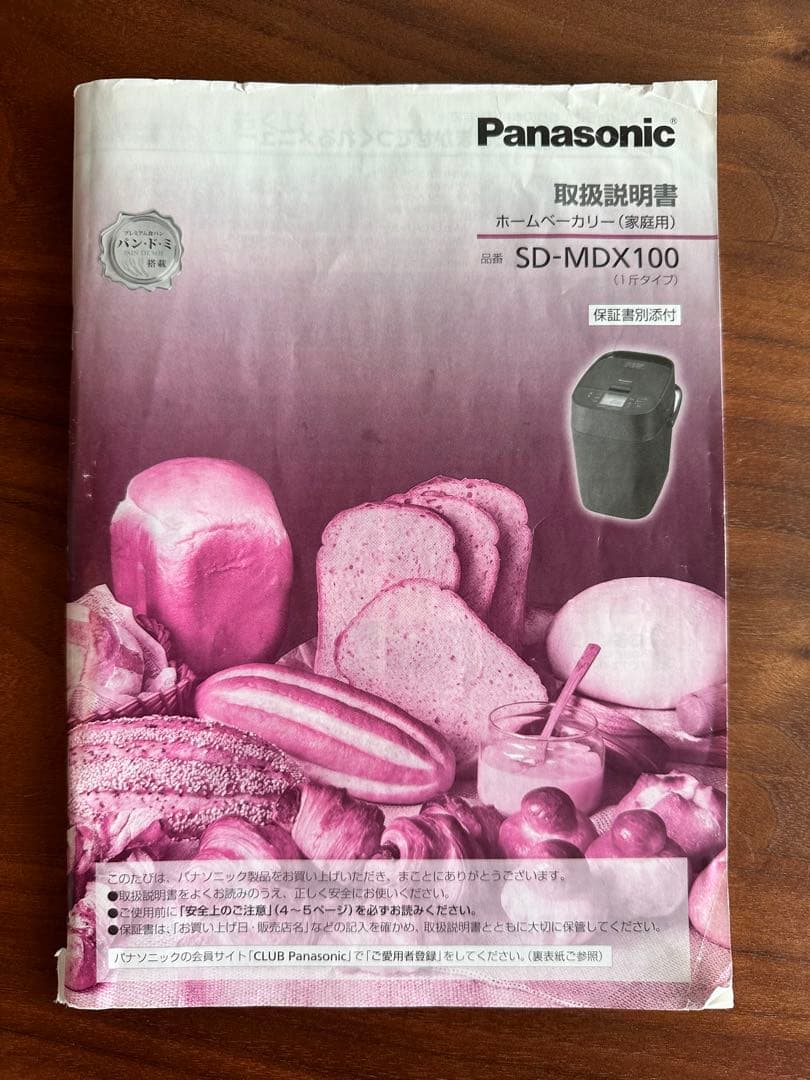 Panasonic®
取扱説明書
ホームベーカリー(家庭用)
品番 SD-MDX100
(1斤タイプ)
保証書別添付
プレミアム食パン
パン・ド・ミ
PAIN DE MIE
搭載
このたびは、パナソニック製品をお買い上げいただき、まことにありがとうございます。
●取扱説明書をよくお読みのうえ、正しく安全にお使いください。
●ご使用前に「安全上のご注意」(4～5ページ)を必ずお読みください。
●保証書は、「お買い上げ日・販売店名」などの記入を確かめ、取扱説明書とともに大切に保管してください。
パナソニックの会員サイト「CLUB Panasonic」で「ご愛用者登録」をしてください。(裏表紙ご参照)